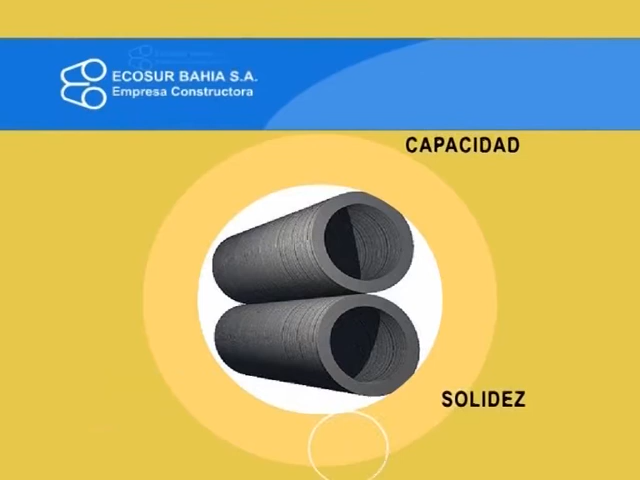 ECOSUR BAHIA S.A.
Empresa Constructora
CAPACIDAD
SOLIDEZ